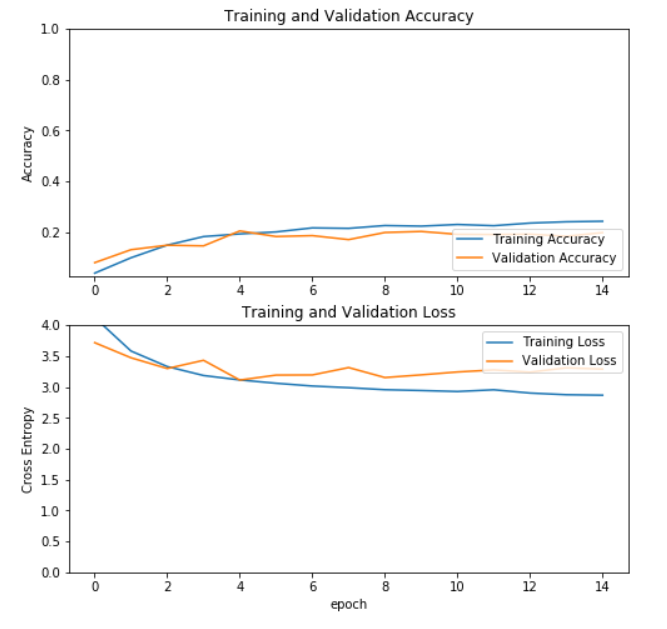 Training and Validation Accuracy
1.0
0.8
0.6
0.4
0.2
Accuracy
Training Accuracy
Validation Accuracy
0 2 4 6 8 10 12 14
Training and Validation Loss
4.0
3.5
3.0
2.5
2.0
1.5
1.0
0.5
0.0
Cross Entropy
Training Loss
Validation Loss
0 2 4 6 8 10 12 14
epoch